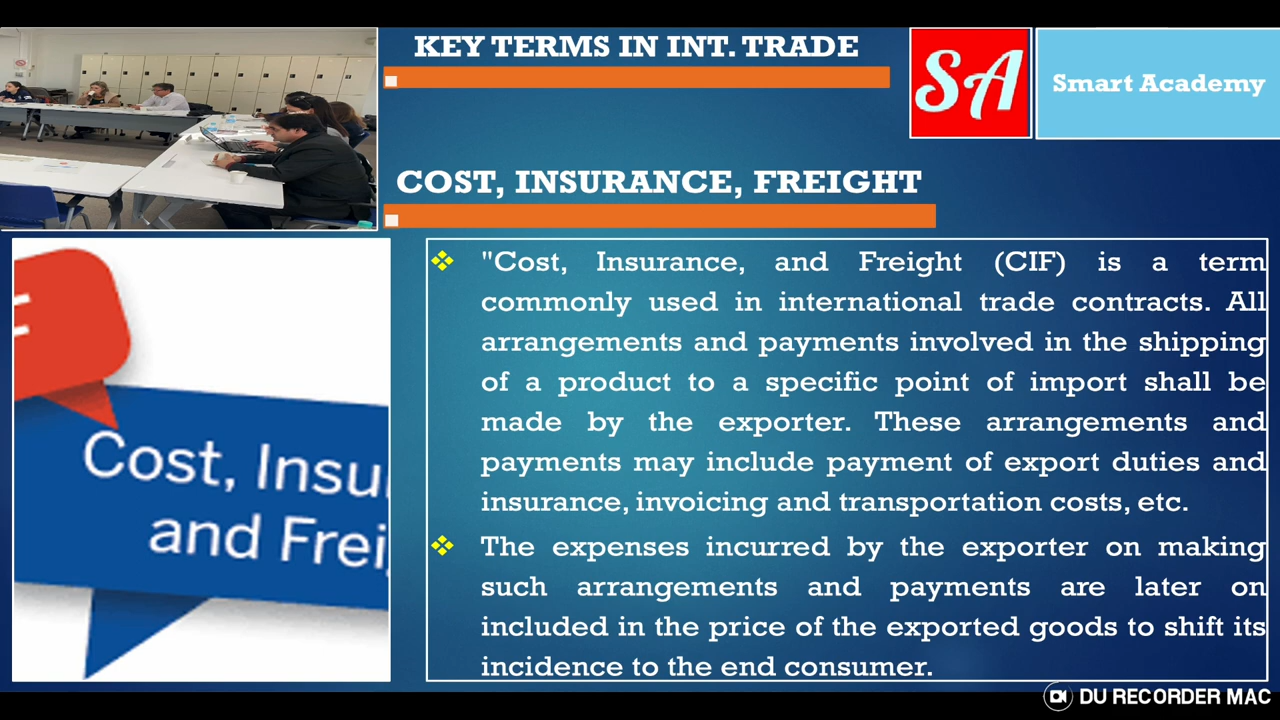 KEY TERMS IN INT. TRADE
SA
Smart Academy
COST, INSURANCE, FREIGHT
"Cost, Insurance, and Freight (CIF) is a term
commonly used in international trade contracts. All
arrangements and payments involved in the shipping
of a product to a specific point of import shall be
made by the exporter. These arrangements and
payments may include payment of export duties and
insurance, invoicing and transportation costs, etc.
The expenses incurred by the exporter on making
such arrangements and payments are later on
included in the price of the exported goods to shift its
incidence to the end consumer.
Cost, Insu
and Frei
DU RECORDER MAC